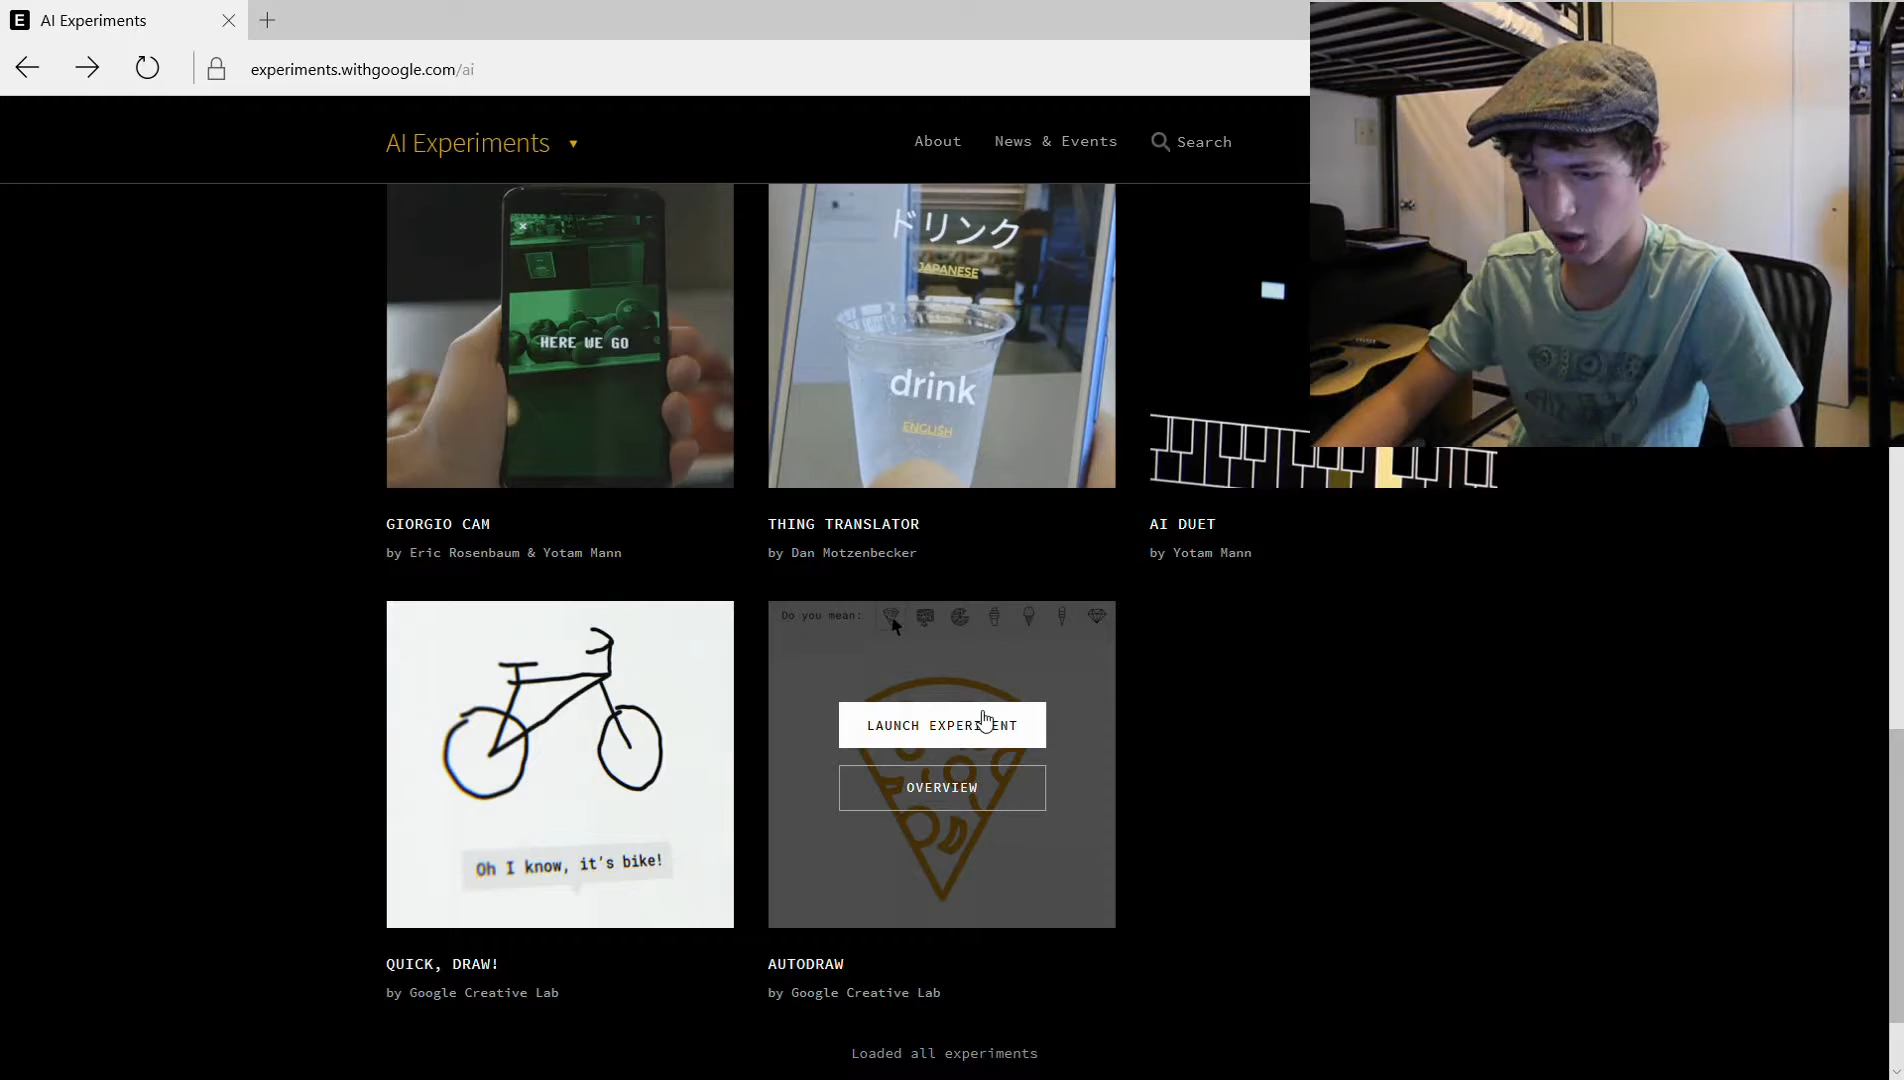 E AI Experiments
experiments.withgoogle.com/ai
AI Experiments
About News & Events Search
HERE WE GO
ドリンク
JAPANESE
drink
ENGLISH
GIORGIO CAM
by Eric Rosenbaum & Yotam Mann
THING TRANSLATOR
by Dan Motzenbecker
AI DUET
by Yotam Mann
Oh I know, it's bike!
Do you mean:
LAUNCH EXPERIMENT
OVERVIEW
QUICK, DRAW!
by Google Creative Lab
AUTODRAW
by Google Creative Lab
Loaded all experiments